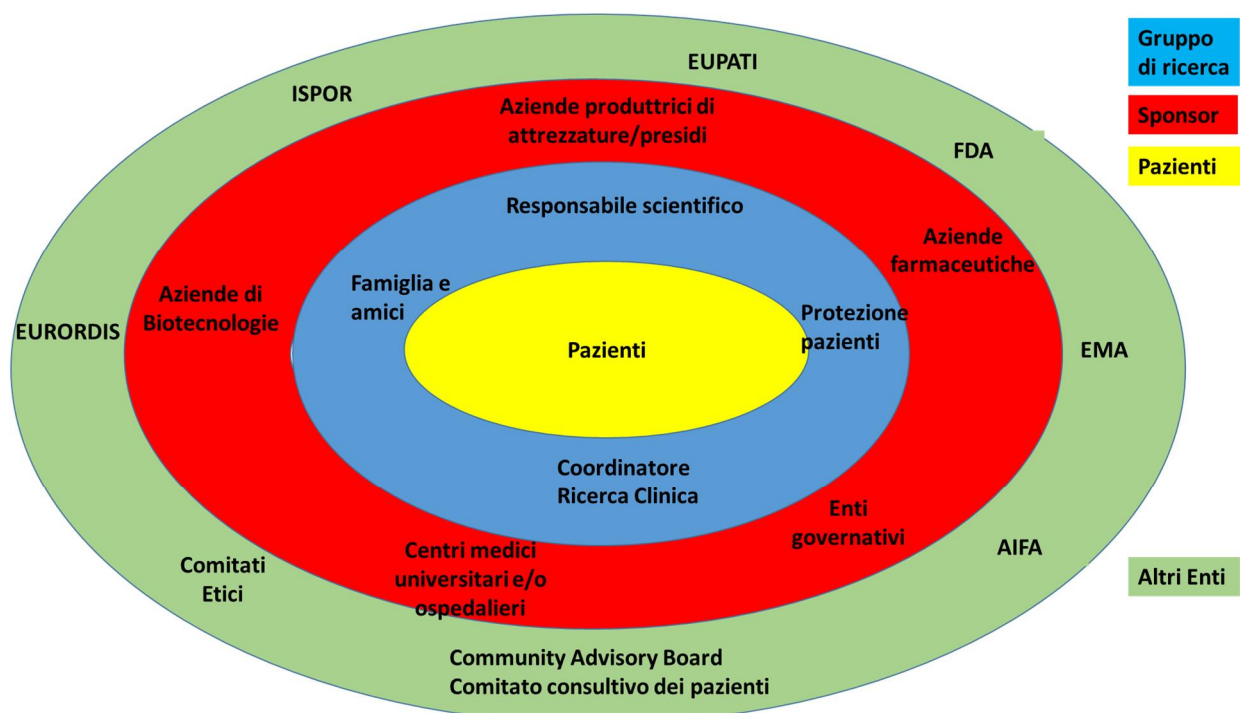 EUPATI
ISPOR
Aziende produttrici di
attrezzature/presidi
FDA
Responsabile scientifico
Aziende
farmaceutiche
Famiglia e
amici
Aziende di
Biotecnologie
Protezione
pazienti
EURORDIS
Pazienti
EMA
Coordinatore
Ricerca Clinica
Enti
governativi
AIFA
Centri medici
universitari e/o
ospedalieri
Comitati
Etici
Community Advisory Board
Comitato consultivo dei pazienti
Gruppo
di ricerca
Sponsor
Pazienti
Altri Enti